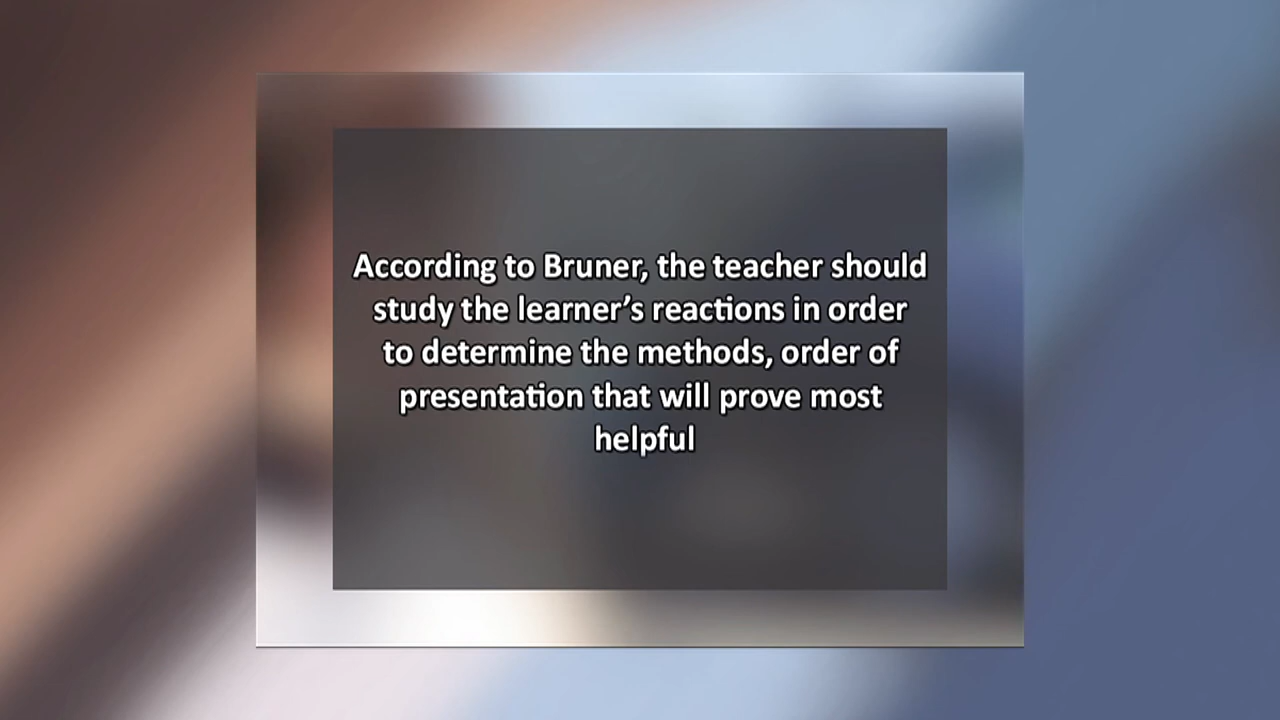 According to Bruner, the teacher should
study the learner’s reactions in order
to determine the methods, order of
presentation that will prove most
helpful